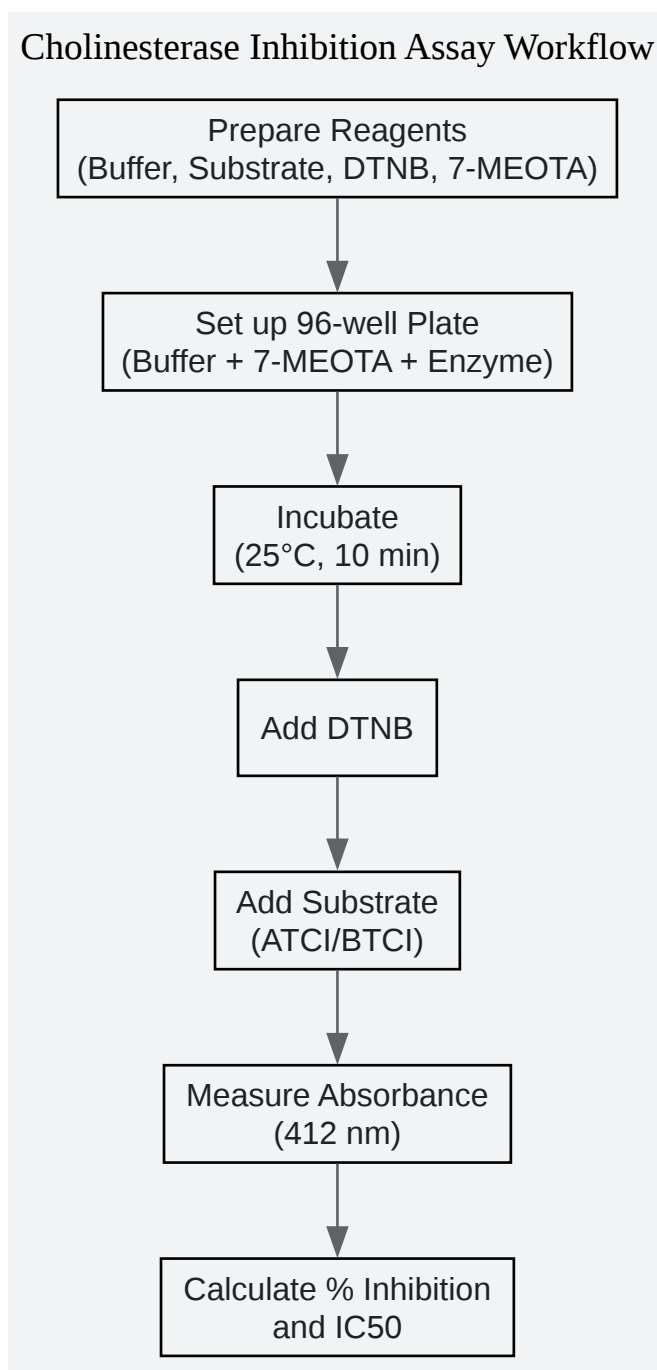 Cholinesterase Inhibition Assay Workflow
Prepare Reagents
(Buffer, Substrate, DTNB, 7-MEOTA)
Set up 96-well Plate
(Buffer + 7-MEOTA + Enzyme)
Incubate
(25°C, 10 min)
Add DTNB
Add Substrate
(ATCI/BTCI)
Measure Absorbance
(412 nm)
Calculate % Inhibition
and IC50